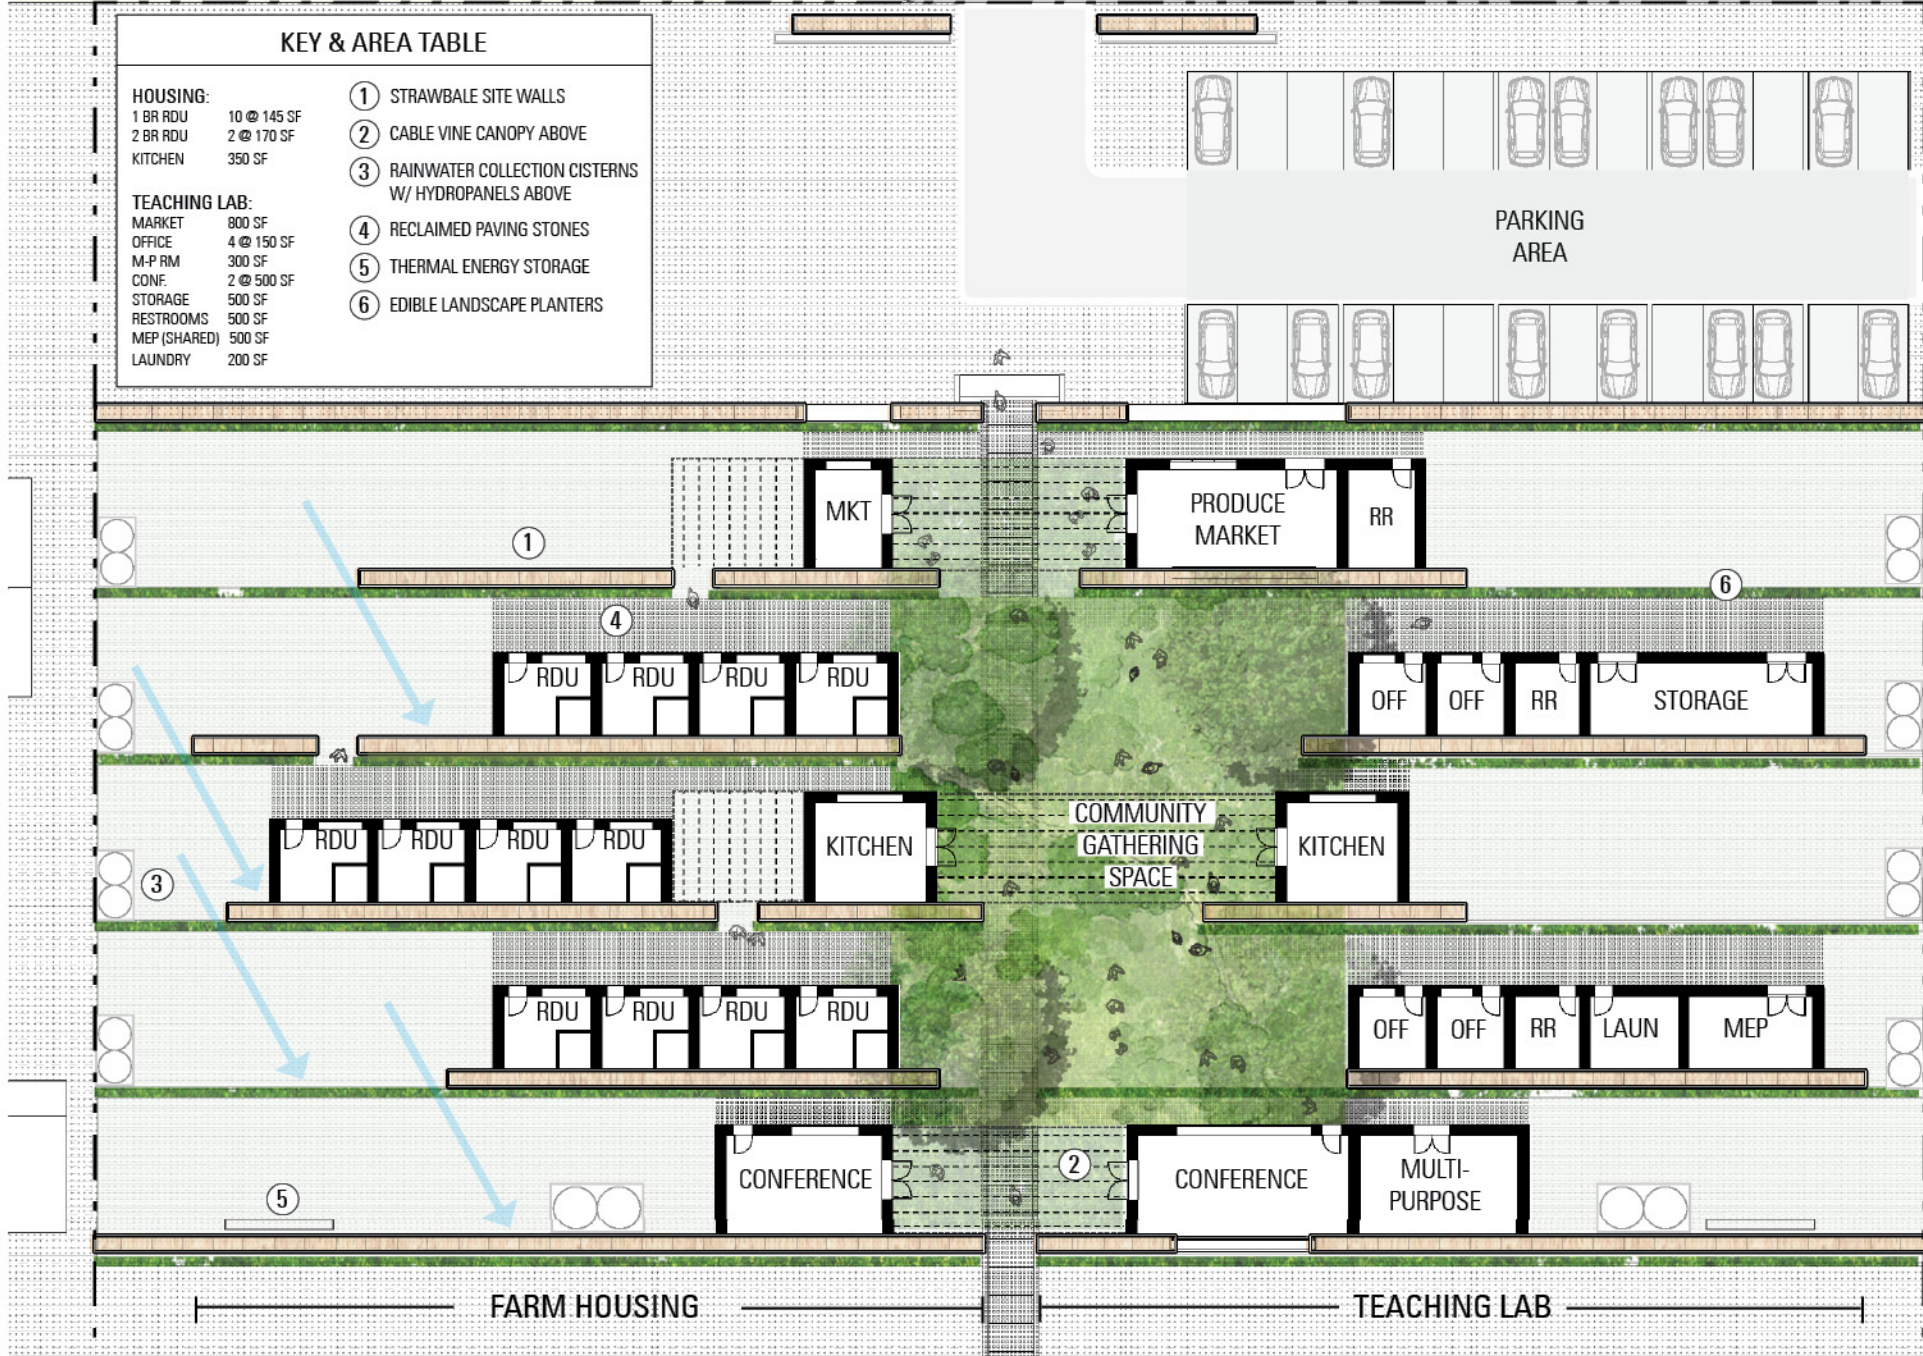 KEY & AREA TABLE
HOUSING:
1 BR RDU 10 @ 145 SF
2 BR RDU 2 @ 170 SF
KITCHEN 350 SF
TEACHING LAB:
MARKET 800 SF
OFFICE 4 @ 150 SF
M-P RM 300 SF
CONF. 2 @ 500 SF
STORAGE 500 SF
RESTROOMS 500 SF
MEP (SHARED) 500 SF
LAUNDRY 200 SF
1 STRAWBALE SITE WALLS
2 CABLE VINE CANOPY ABOVE
3 RAINWATER COLLECTION CISTERNS
W/ HYDROPANELS ABOVE
4 RECLAIMED PAVING STONES
5 THERMAL ENERGY STORAGE
6 EDIBLE LANDSCAPE PLANTERS
PARKING
AREA
MKT
PRODUCE
MARKET
RR
1
6
4
RDU RDU RDU RDU
OFF OFF RR STORAGE
COMMUNITY
GATHERING
SPACE
KITCHEN
KITCHEN
RDU RDU RDU RDU
3
RDU RDU RDU RDU
OFF OFF RR LAUN MEP
CONFERENCE
2
CONFERENCE
MULTI-
PURPOSE
5
FARM HOUSING
TEACHING LAB